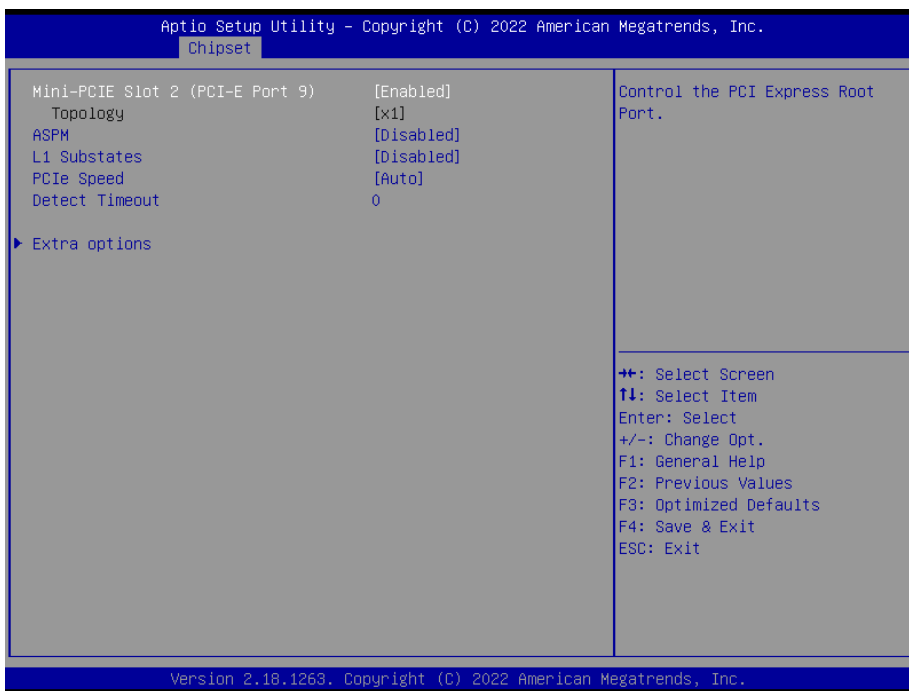 Aptio Setup Utility – Copyright (C) 2022 American Megatrends, Inc.
Chipset
Mini-PCIE Slot 2 (PCI-E Port 9) [Enabled]
Topology [x1]
ASPM [Disabled]
L1 Substates [Disabled]
PCIe Speed [Auto]
Detect Timeout 0
Extra options
Control the PCI Express Root
Port.
→←: Select Screen
↑↓: Select Item
Enter: Select
+/-: Change Opt.
F1: General Help
F2: Previous Values
F3: Optimized Defaults
F4: Save & Exit
ESC: Exit
Version 2.18.1263. Copyright (C) 2022 American Megatrends, Inc.